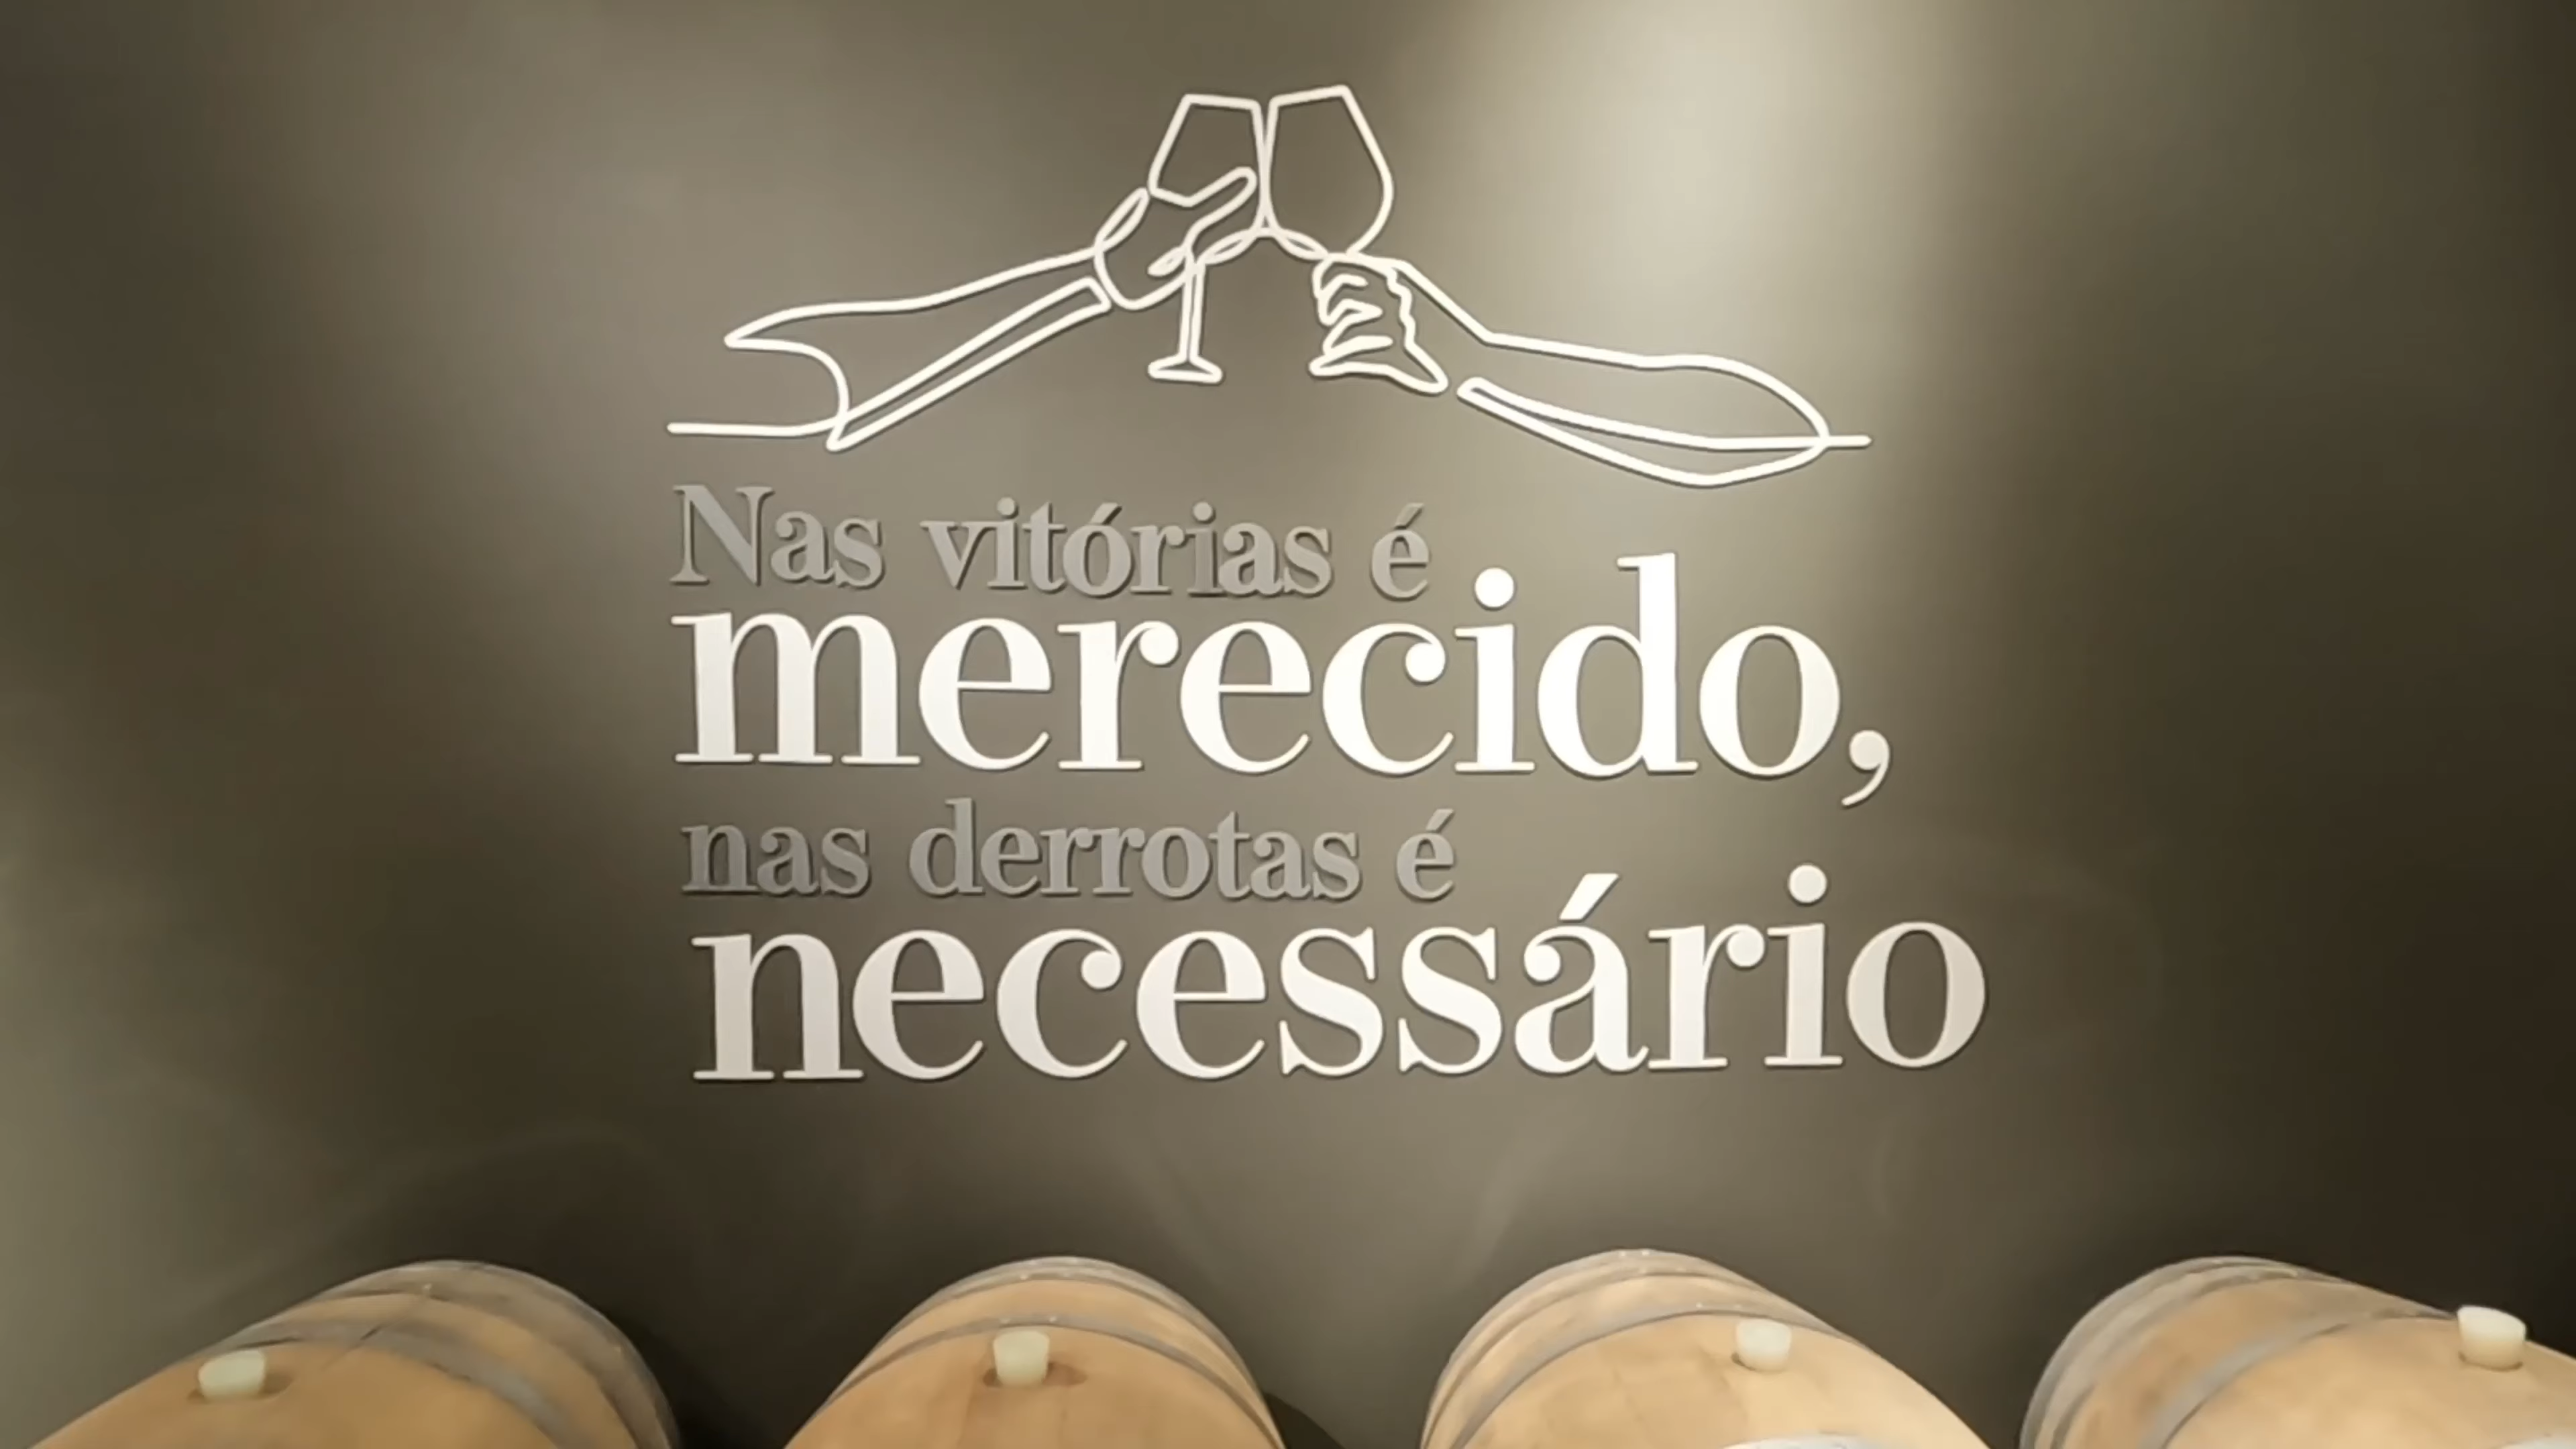 Nas vitórias é
merecido,
nas derrotas é
necessário